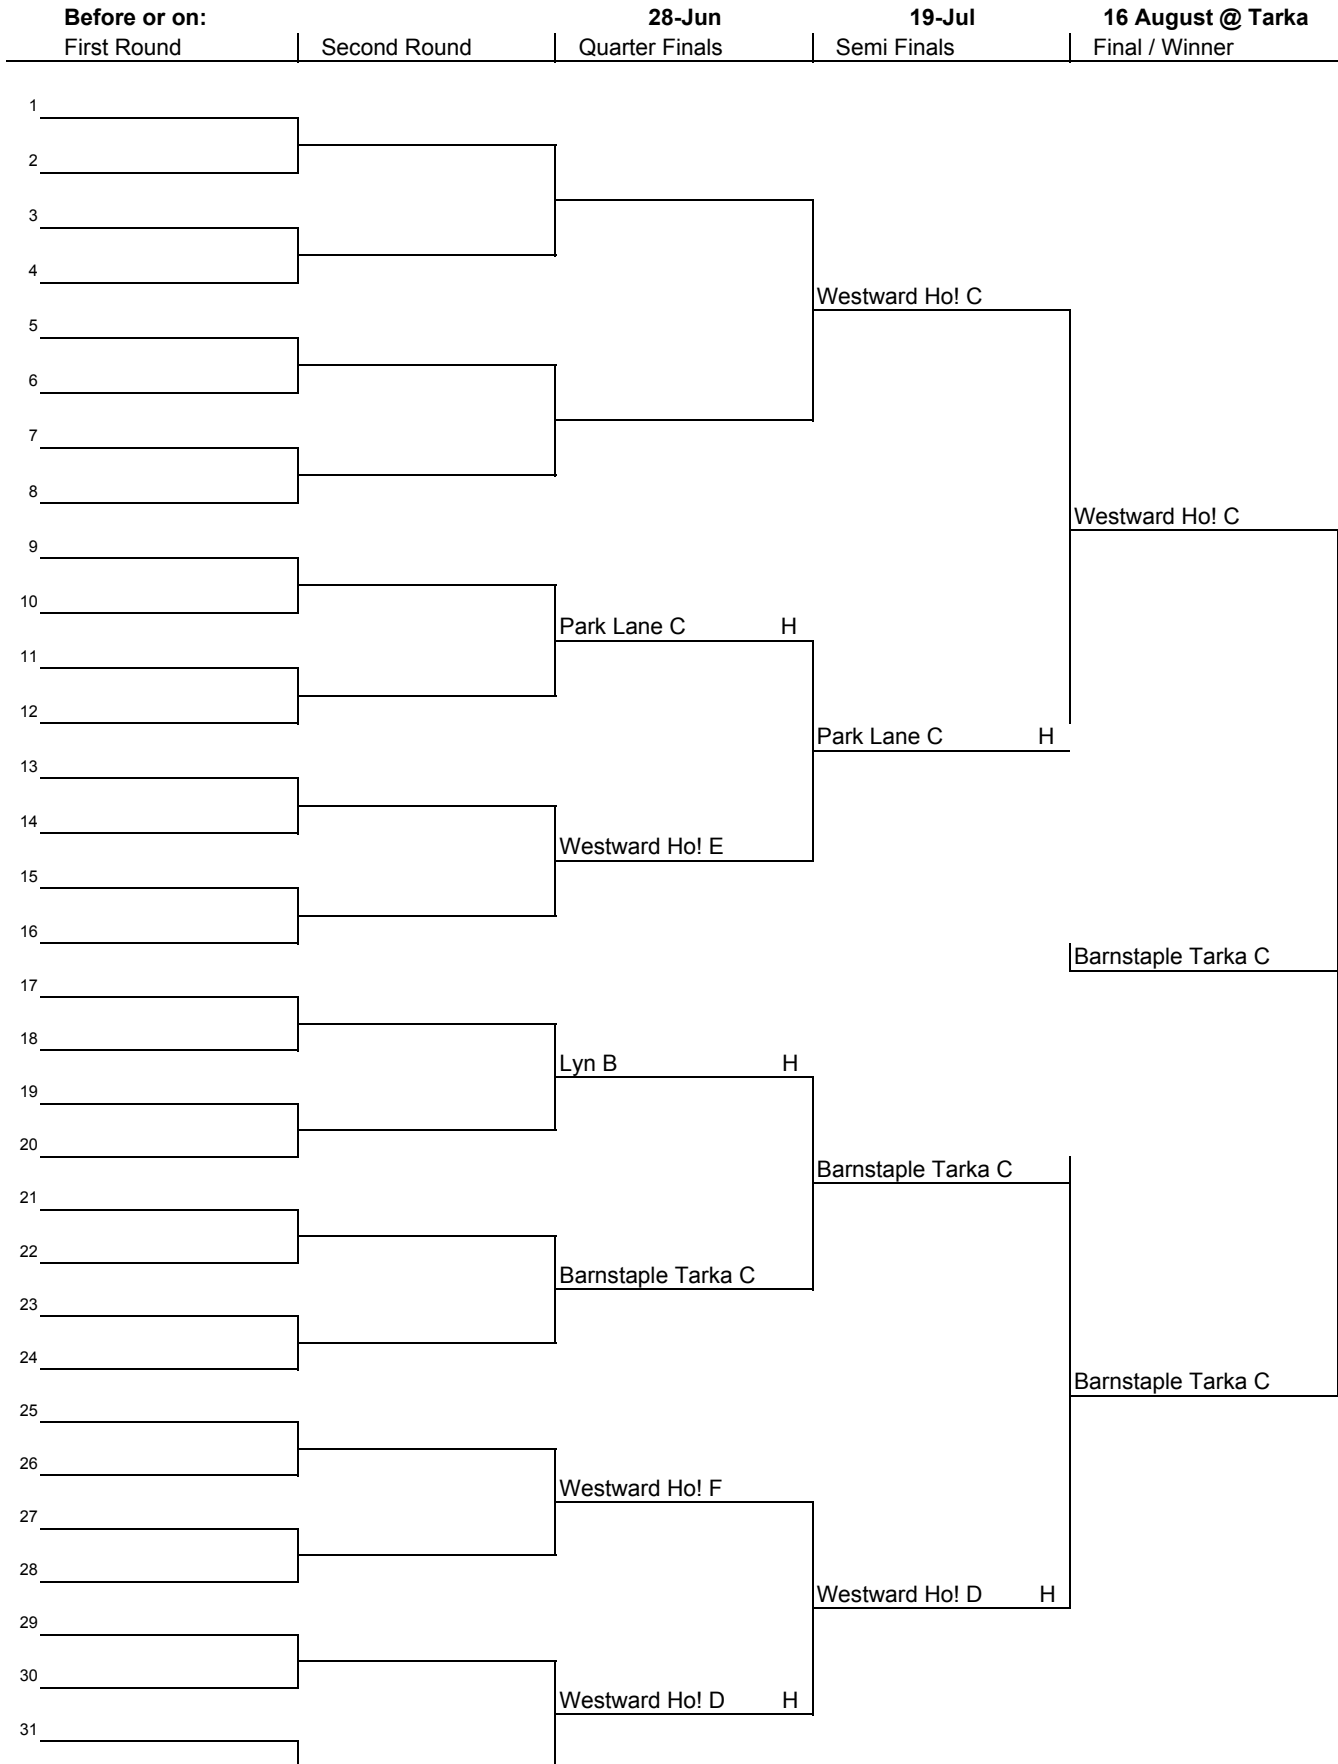 Before or on: 28-Jun 19-Jul 16 August @ Tarka
First Round Second Round Quarter Finals Semi Finals Final / Winner
1
2
3
4
Westward Ho! C
5
6
7
8
Westward Ho! C
9
10
Park Lane C H
11
12
Park Lane C H
13
14
Westward Ho! E
15
16
Barnstaple Tarka C
17
18
Lyn B H
19
20
Barnstaple Tarka C
21
22
Barnstaple Tarka C
23
24
Barnstaple Tarka C
25
26
Westward Ho! F
27
28
Westward Ho! D H
29
30
Westward Ho! D H
31